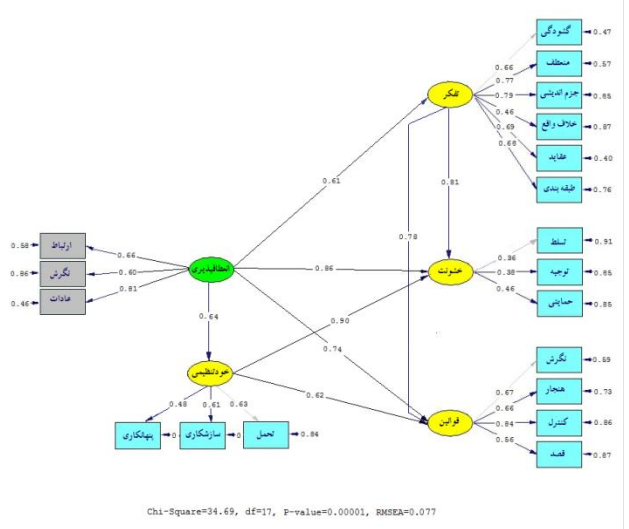 گشودگی
0.47
0.66
منعطف
0.57
0.77
تفکر
0.79
جزم اندیشی
0.65
0.46
خلاف واقع
0.87
0.69
عقاید
0.40
0.68
طبقه بندی
0.76
0.61
0.81
0.78
0.58
ارتباط
0.66
0.86
نگرش
0.60
0.46
عادات
0.81
انعطافپذیری
0.86
خشونت
0.36
تسلط
0.91
0.38
توجیه
0.85
0.46
حمایتی
0.85
0.64
0.90
0.74
خودتنظیمی
0.62
0.48
0.61
0.63
پنهانکاری
0
سازشکاری
0
تحمل
0.84
قوانین
0.67
نگرش
0.59
0.66
هنجار
0.73
0.84
کنترل
0.86
0.56
قصد
0.87
Chi-Square=34.69, df=17, P-value=0.00001, RMSEA=0.077